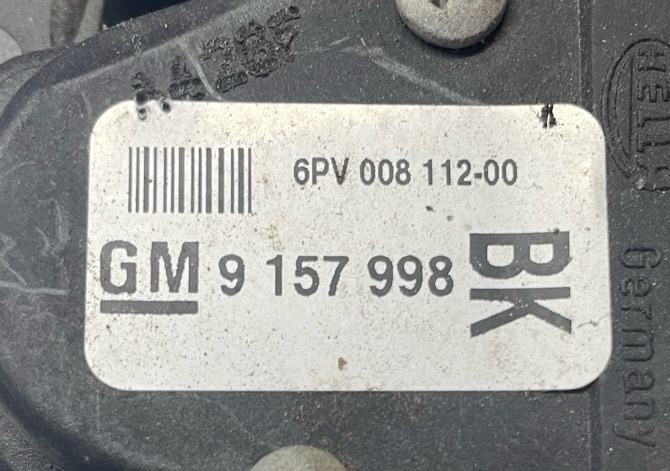 6PV 008 112-00
GM 9 157 998
BK
HELLA
Germany